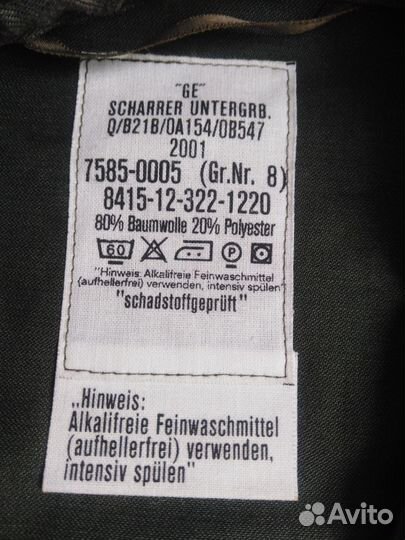 "GE"
SCHARRER UNTERGRB.
Q/B21B/0A154/0B547
2001
7585-0005 (Gr.Nr. 8)
8415-12-322-1220
80% Baumwolle 20% Polyester
60 P
"Hinweis: Alkalifreie Feinwaschmittel
(aufhellerfrei) verwenden, intensiv spülen"
"schadstoffgeprüft"
„Hinweis:
Alkalifreie Feinwaschmittel
(aufhellerfrei) verwenden,
intensiv spülen"
Avito